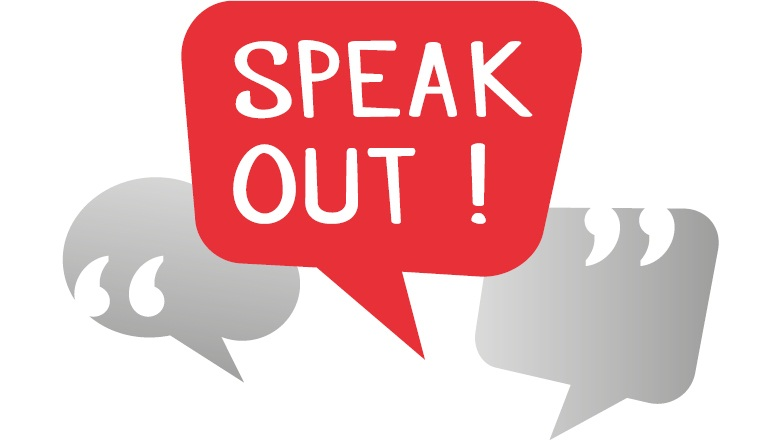 SPEAK
OUT !
“ ”